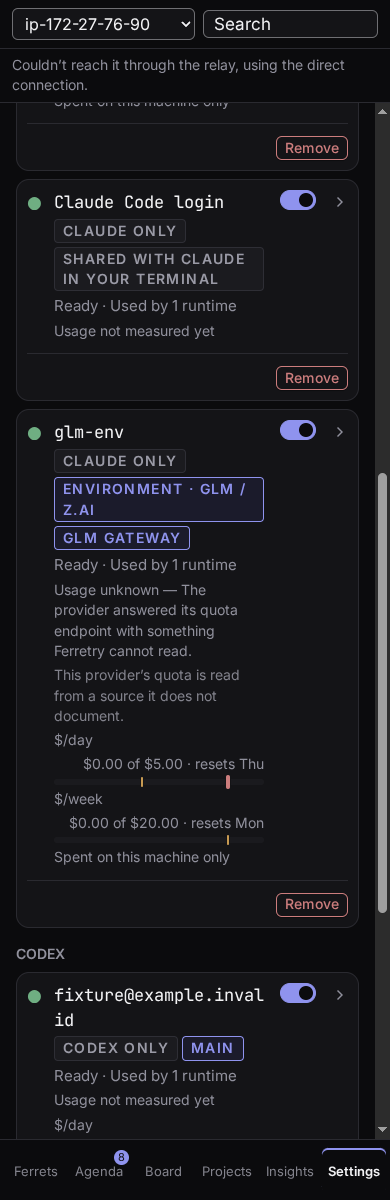 ip-172-27-76-90
Search
Couldn't reach it through the relay, using the direct
connection.
Spent on this machine only
Remove
Claude Code login
CLAUDE ONLY
SHARED WITH CLAUDE
IN YOUR TERMINAL
Ready · Used by 1 runtime
Usage not measured yet
Remove
glm-env
CLAUDE ONLY
ENVIRONMENT · GLM /
Z.AI
GLM GATEWAY
Ready · Used by 1 runtime
Usage unknown — The
provider answered its quota
endpoint with something
Ferretry cannot read.
This provider's quota is read
from a source it does not
document.
$/day
$0.00 of $5.00 · resets Thu
$/week
$0.00 of $20.00 · resets Mon
Spent on this machine only
Remove
CODEX
fixture@example.inval
id
CODEX ONLY MAIN
Ready · Used by 1 runtime
Usage not measured yet
$/day
8
Ferrets Agenda Board Projects Insights Settings